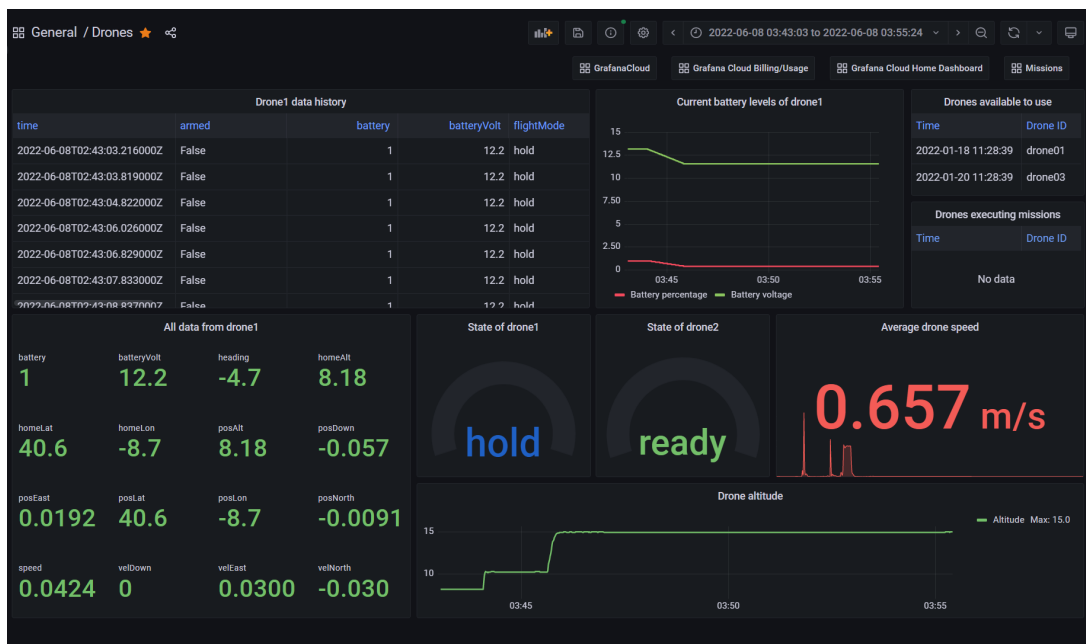 General / Drones
2022-06-08 03:43:03 to 2022-06-08 03:55:24
GrafanaCloud
Grafana Cloud Billing/Usage
Grafana Cloud Home Dashboard
Missions
Drone1 data history
time armed battery batteryVolt flightMode
2022-06-08T02:43:03.216000Z False 1 12.2 hold
2022-06-08T02:43:03.819000Z False 1 12.2 hold
2022-06-08T02:43:04.822000Z False 1 12.2 hold
2022-06-08T02:43:06.026000Z False 1 12.2 hold
2022-06-08T02:43:06.829000Z False 1 12.2 hold
2022-06-08T02:43:07.833000Z False 1 12.2 hold
2022-06-08T02:43:08.837000Z False 1 12.2 hold
Current battery levels of drone1
15
12.5
10
7.50
5
2.50
0
03:45 03:50 03:55
Battery percentage Battery voltage
Drones available to use
Time Drone ID
2022-01-18 11:28:39 drone01
2022-01-20 11:28:39 drone03
Drones executing missions
Time Drone ID
No data
All data from drone1
battery batteryVolt heading homeAlt
1 12.2 -4.7 8.18
homeLat homeLon posAlt posDown
40.6 -8.7 8.18 -0.057
posEast posLat posLon posNorth
0.0192 40.6 -8.7 -0.0091
speed velDown velEast velNorth
0.0424 0 0.0300 -0.030
State of drone1
hold
State of drone2
ready
Average drone speed
0.657 m/s
Drone altitude
15
10
03:45 03:50 03:55
Altitude Max: 15.0